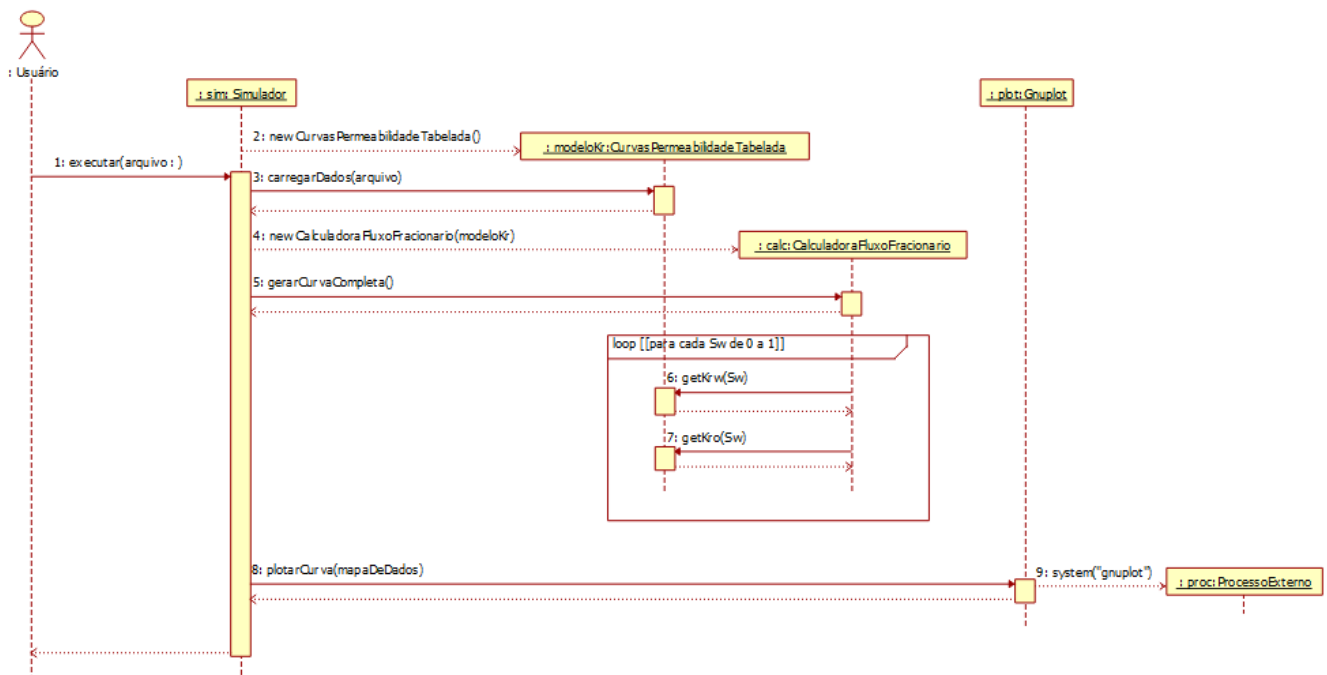 : Usuário
: sim: Simulador
: plot: Gnuplot
2: new CurvasPermeabilidadeTabelada()
: modeloKr:CurvasPermeabilidadeTabelada
1: executar(arquivo : )
3: carregarDados(arquivo)
4: new CalculadoraFluxoFracionario(modeloKr)
: calc: CalculadoraFluxoFracionario
5: gerarCurvaCompleta()
loop [[para cada Sw de 0 a 1]]
6: getKrw(Sw)
7: getKro(Sw)
8: plotarCurva(mapaDeDados)
9: system("gnuplot")
: proc: ProcessoExterno